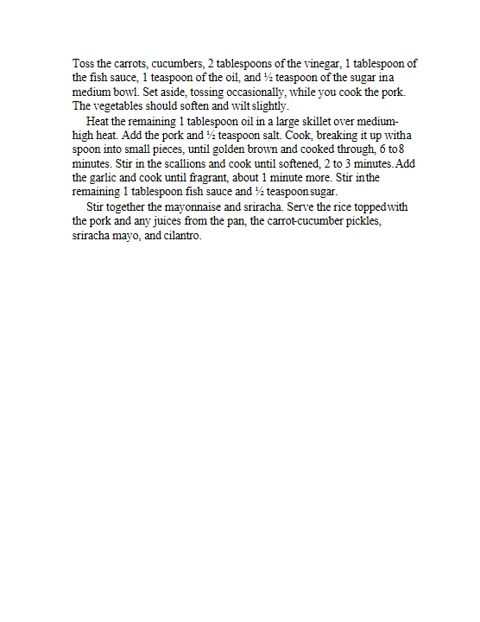 Toss the carrots, cucumbers, 2 tablespoons of the vinegar, 1 tablespoon of
the fish sauce, 1 teaspoon of the oil, and ½ teaspoon of the sugar in a
medium bowl. Set aside, tossing occasionally, while you cook the pork.
The vegetables should soften and wilt slightly.
Heat the remaining 1 tablespoon oil in a large skillet over medium-
high heat. Add the pork and ½ teaspoon salt. Cook, breaking it up with a
spoon into small pieces, until golden brown and cooked through, 6 to 8
minutes. Stir in the scallions and cook until softened, 2 to 3 minutes. Add
the garlic and cook until fragrant, about 1 minute more. Stir in the
remaining 1 tablespoon fish sauce and ½ teaspoon sugar.
Stir together the mayonnaise and sriracha. Serve the rice topped with
the pork and any juices from the pan, the carrot-cucumber pickles,
sriracha mayo, and cilantro.